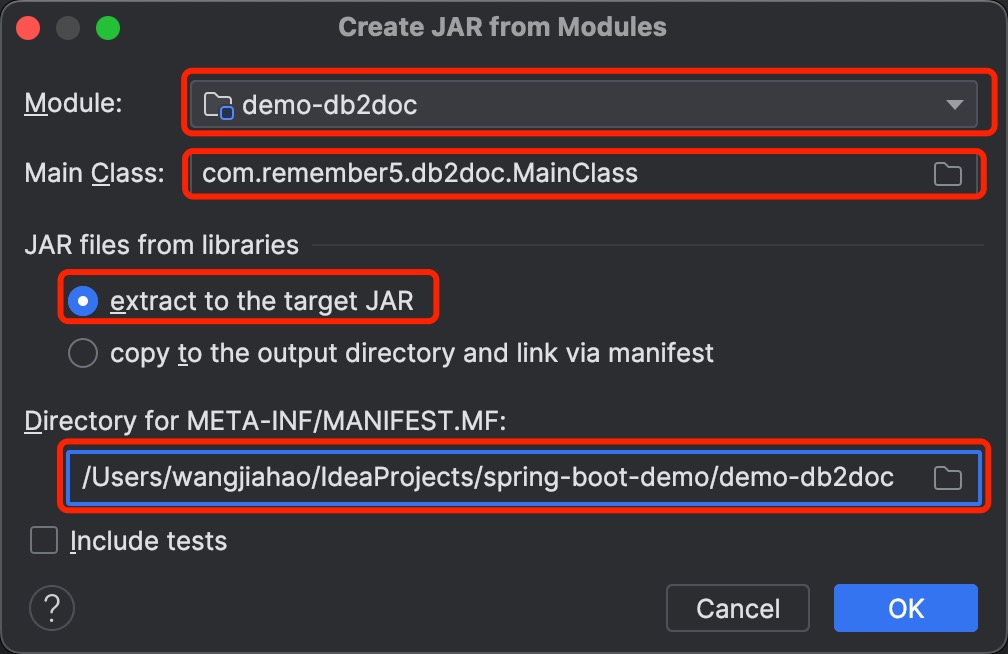 Create JAR from Modules
Module: demo-db2doc
Main Class: com.remember5.db2doc.MainClass
JAR files from libraries
extract to the target JAR
copy to the output directory and link via manifest
Directory for META-INF/MANIFEST.MF:
/Users/wangjiahao/IdeaProjects/spring-boot-demo/demo-db2doc
Include tests
? Cancel OK